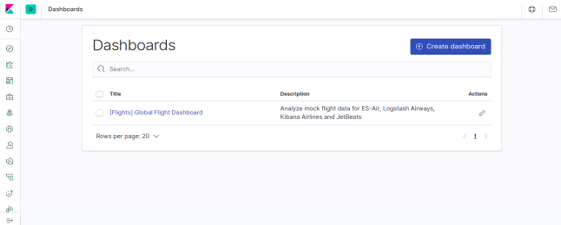 D Dashboards
Dashboards
Create dashboard
Search...
Title Description Actions
[Flights] Global Flight Dashboard
Analyze mock flight data for ES-Air, Logstash Airways,
Kibana Airlines and JetBeats
Rows per page: 20
1